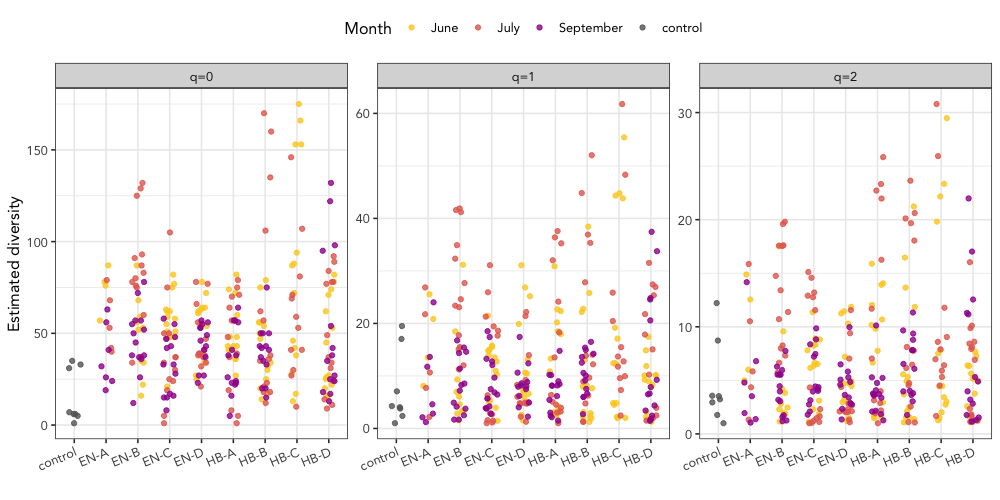 Month June July September control
q=0 q=1 q=2
Estimated diversity
150 60 30
100 40 20
50 20 10
0 0 0
control EN-A EN-B EN-C EN-D HB-A HB-B HB-C HB-D control EN-A EN-B EN-C EN-D HB-A HB-B HB-C HB-D control EN-A EN-B EN-C EN-D HB-A HB-B HB-C HB-D